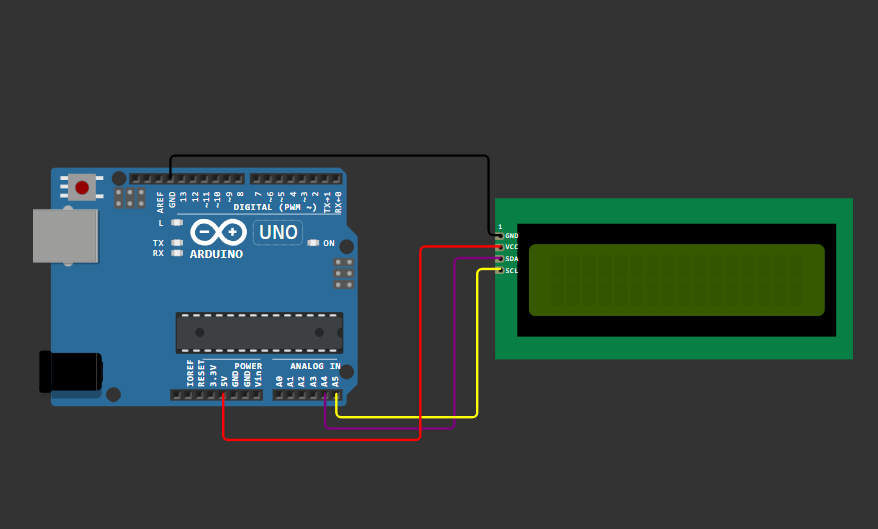 AREF
GND
13
12
~11
~10
~9
8
7
~6
~5
4
~3
2
TX→1
RX←0
DIGITAL (PWM ~)
L
TX
RX
UNO
ON
ARDUINO
1
GND
VCC
SDA
SCL
POWER
ANALOG IN
IOREF
RESET
3.3V
5V
GND
GND
Vin
A0
A1
A2
A3
A4
A5